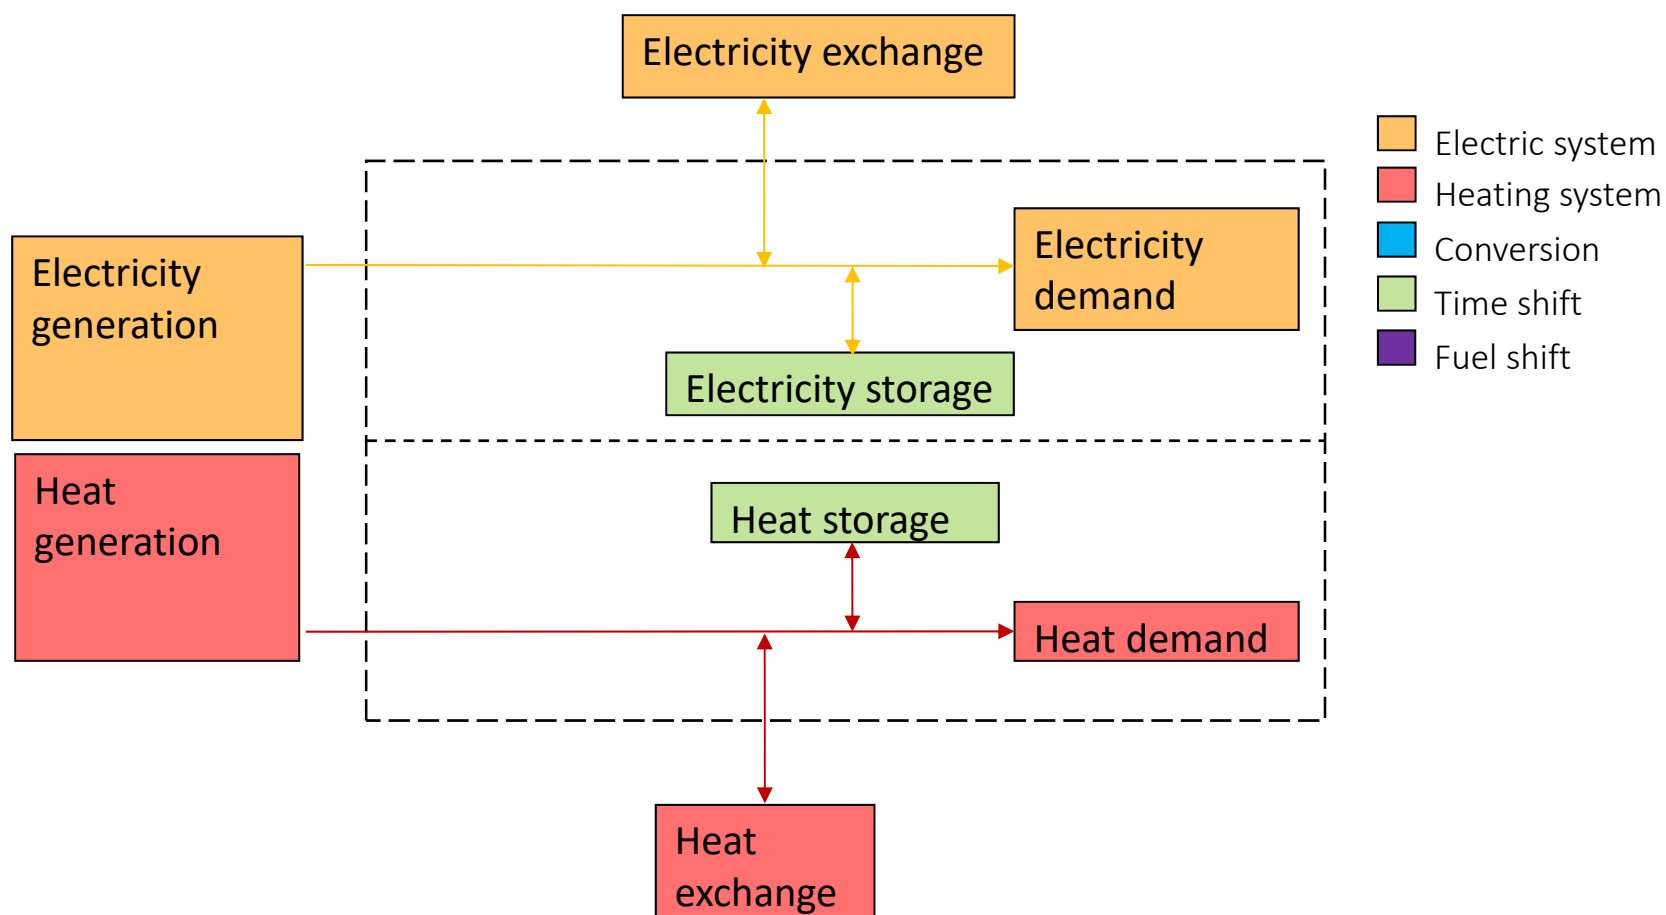 Electricity exchange
Electricity
generation
Electricity
demand
Electricity storage
Heat
generation
Heat storage
Heat demand
Heat
exchange
Electric system
Heating system
Conversion
Time shift
Fuel shift